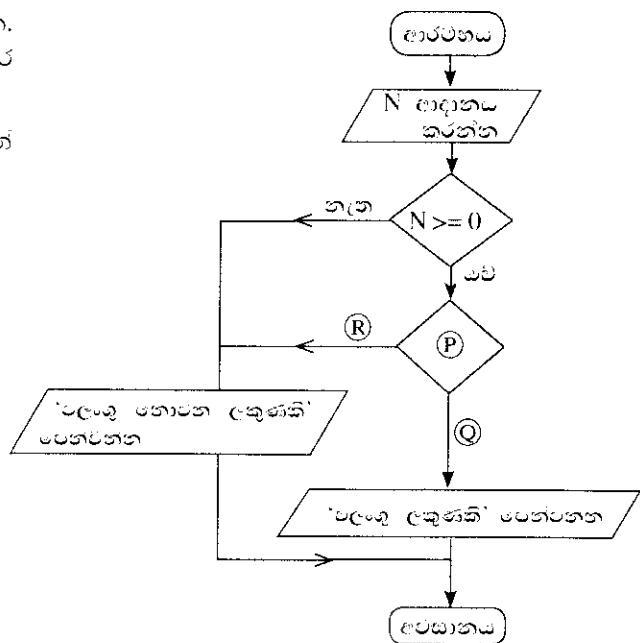 ආරම්භය
N ආදානය
කරන්න
N >= 0
නැත
ඔව්
P
R
Q
'වලංගු නොවන ලකුණකි'
පෙන්වන්න
'වලංගු ලකුණකි' පෙන්වන්න
අවසානය